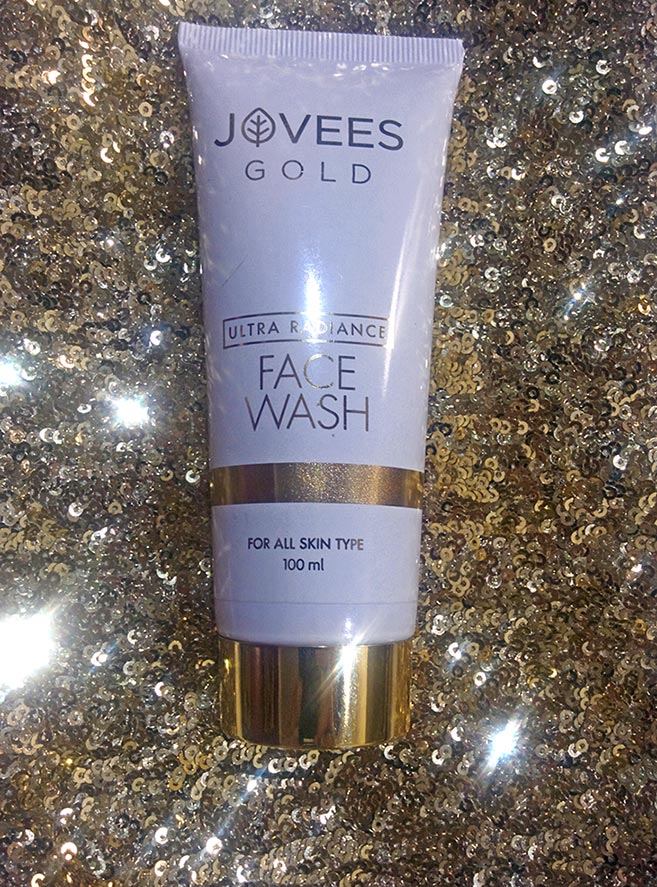 JOVEES
GOLD
ULTRA RADIANCE
FACE
WASH
FOR ALL SKIN TYPE
100 ml